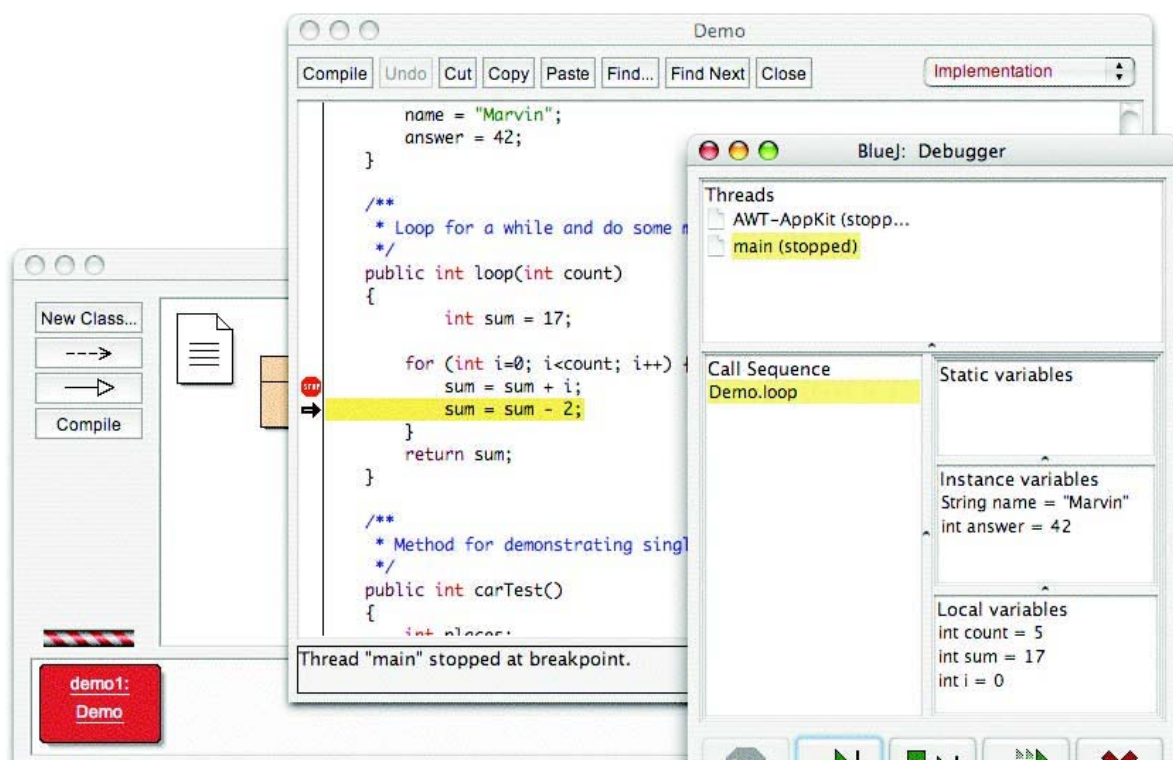 Demo
Compile Undo Cut Copy Paste Find... Find Next Close
Implementation
name = "Marvin";
answer = 42;
}
/**
* Loop for a while and do some
*/
public int loop(int count)
{
int sum = 17;
for (int i=0; i<count; i++) {
STOP
sum = sum + i;
sum = sum - 2;
}
return sum;
}
/**
* Method for demonstrating
*/
public int carTest()
{
int places;
Thread "main" stopped at breakpoint.
New Class...
Compile
demo1:
Demo
BlueJ: Debugger
Threads
AWT-AppKit (stopp...
main (stopped)
Call Sequence
Demo.loop
Static variables
Instance variables
String name = "Marvin"
int answer = 42
Local variables
int count = 5
int sum = 17
int i = 0